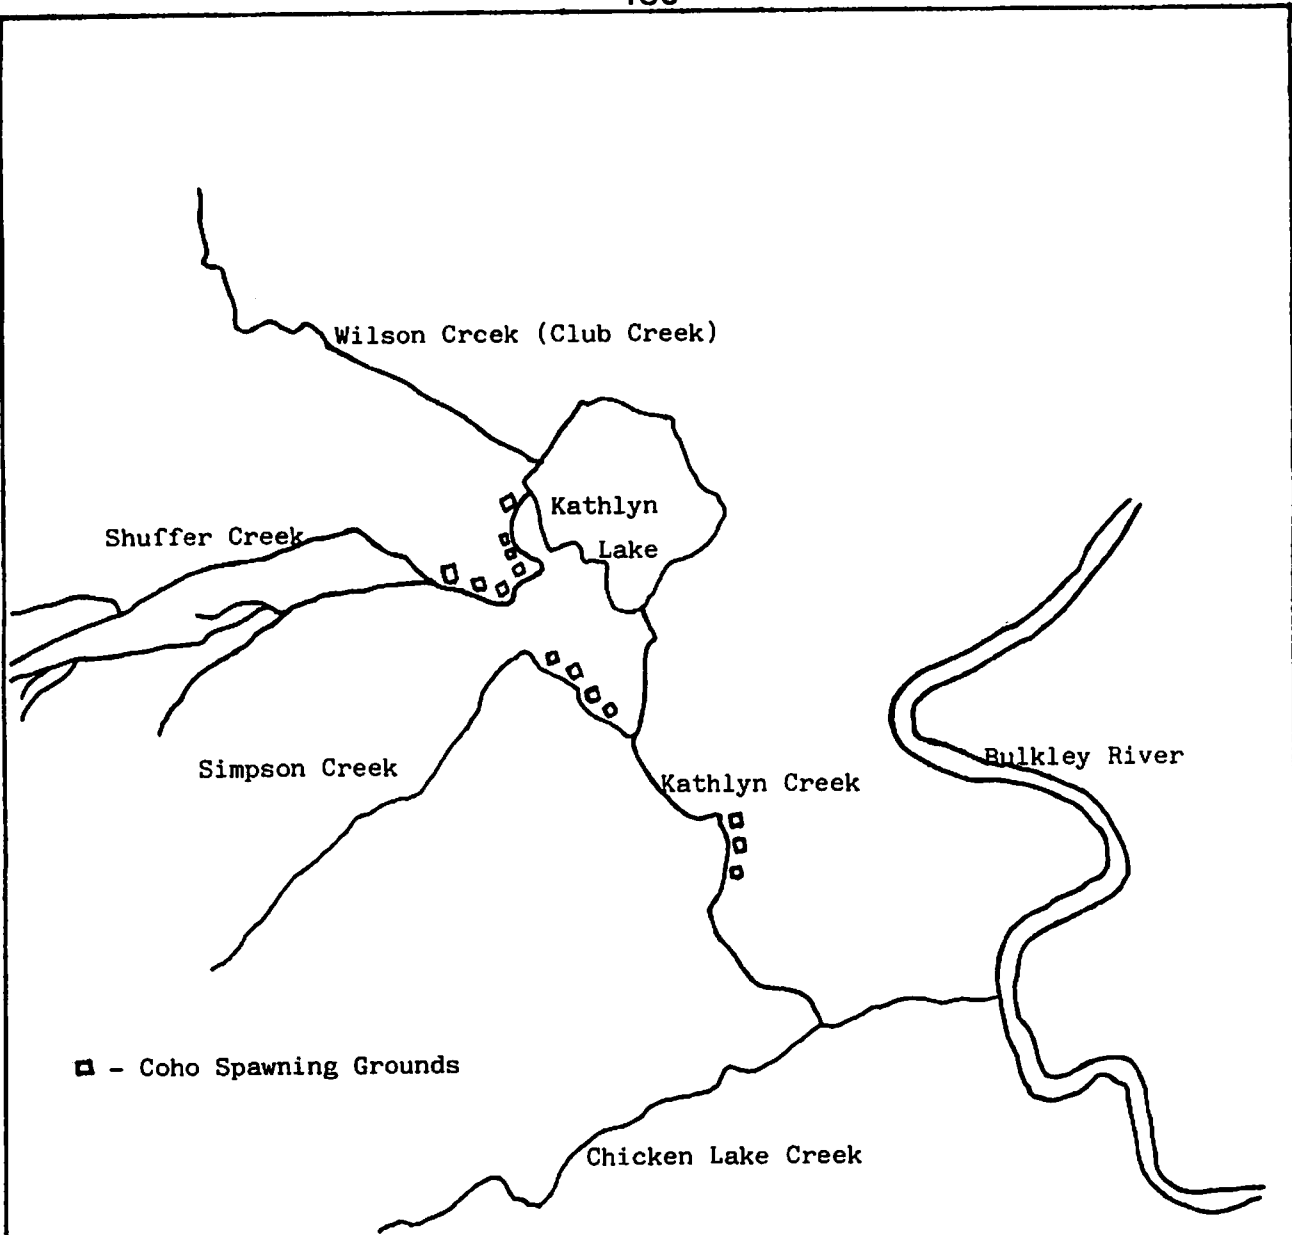 Wilson Crcek (Club Creek)
Kathlyn
Lake
Shuffer Creek
Simpson Creek
Bulkley River
Kathlyn Creek
- Coho Spawning Grounds
Chicken Lake Creek